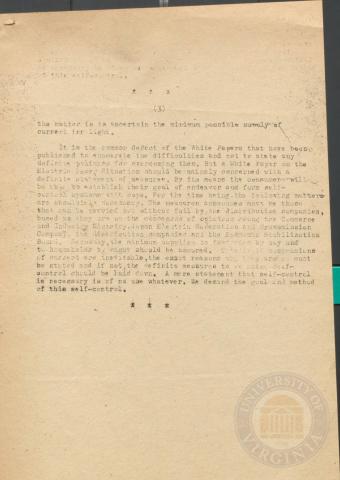 * * *
(3)
the matter is to ascertain the minimum possible supply of
current for light.
It is the common defect of the White Papers that have been
published to enumerate the difficulties and not to state any
definite policies for surmounting them. But a White Paper on the
Electric Power Situation should be mainly concerned with a
definite statement of measures. By its means the consumers will
be able to establish their goal of endeavor and form self-
control systems with hope. For the time being the following matters
are absolutely necessary. The measures announced must be those
that can be carried out without fail by the distribution companies,
based as they are on the consensus of opinion among the Commerce
and Industry Ministry, Japan Electric Generation and Transmission
Company, the distribution companies and the Economic Stabilization
Board. Secondly, the minimum supplies to factories by day and
to households by night should be assured. Thirdly, if suspensions
of current are inevitable, the exact reasons and must
be stated and if not, the definite measures to self-
control should be laid down. A mere statement that self-control
is necessary is of no use whatever. We demand the goal and method
of this self-control.
* * *
UNIVERSITY OF VIRGINIA